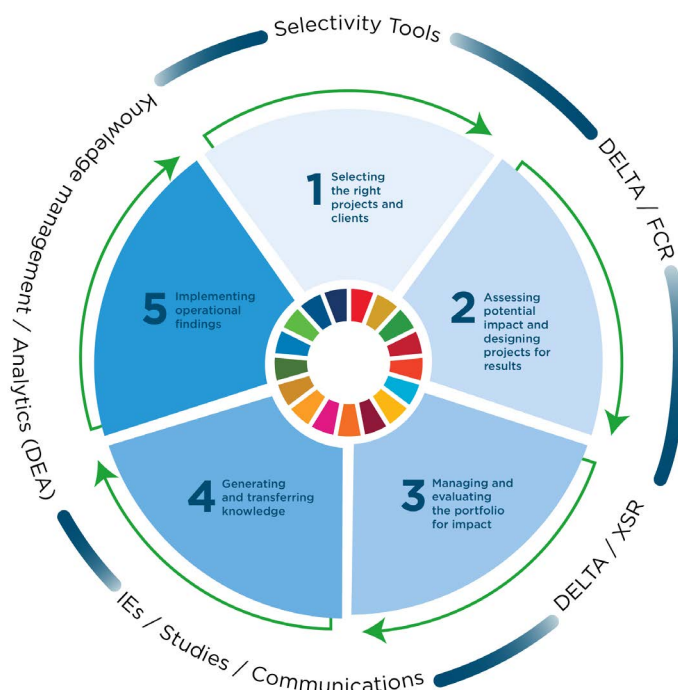 Selectivity Tools
DELTA / FCR
DELTA / XSR
IEs / Studies / Communications
Knowledge management / Analytics (DEA)
1
Selecting
the right
projects and
clients
2
Assessing
potential
impact and
designing
projects for
results
3
Managing and
evaluating
the portfolio
for impact
4
Generating
and transferring
knowledge
5
Implementing
operational
findings